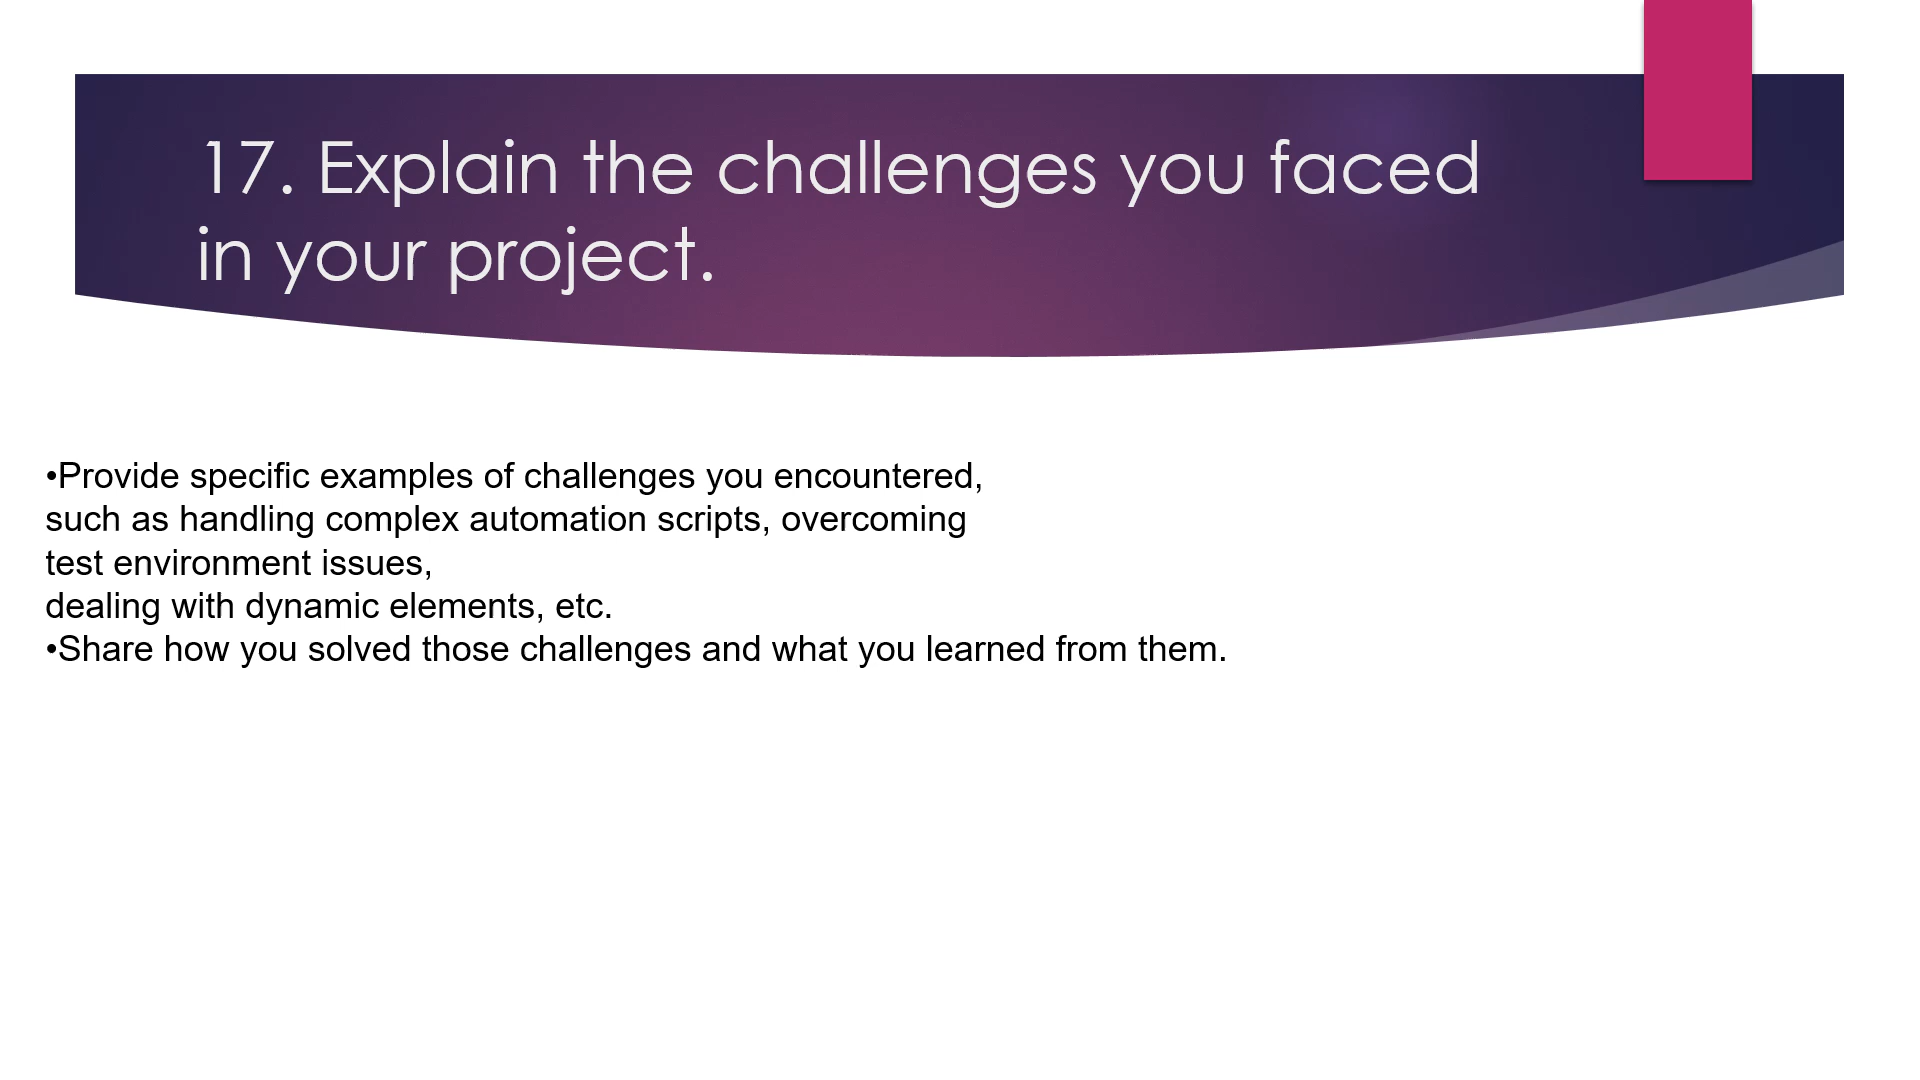 17. Explain the challenges you faced
in your project.
•Provide specific examples of challenges you encountered,
such as handling complex automation scripts, overcoming
test environment issues,
dealing with dynamic elements, etc.
•Share how you solved those challenges and what you learned from them.